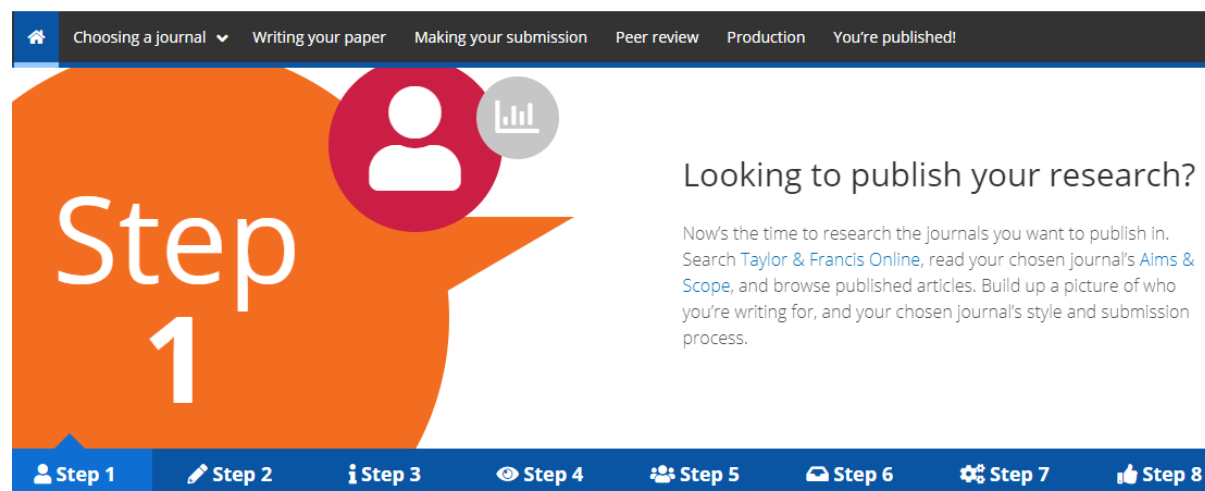 Choosing a journal Writing your paper Making your submission Peer review Production You're published!
Step
1
Looking to publish your research?
Now's the time to research the journals you want to publish in.
Search Taylor & Francis Online, read your chosen journal's Aims &
Scope, and browse published articles. Build up a picture of who
you're writing for, and your chosen journal's style and submission
process.
Step 1 Step 2 Step 3 Step 4 Step 5 Step 6 Step 7 Step 8